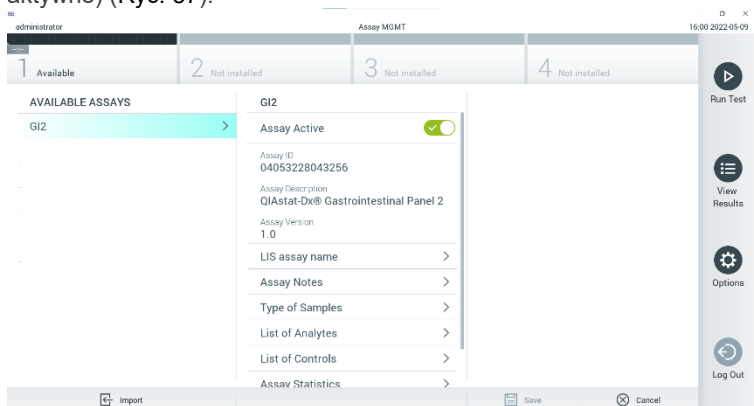 aktywne) (Ryc. 67).
administrator
Assay MGMT
16:00 2022-05-09
1 Available
2 Not installed
3 Not installed
4 Not installed
AVAILABLE ASSAYS
GI2
GI2
Assay Active
Assay ID
04053228043256
Assay Description
QIAstat-Dx® Gastrointestinal Panel 2
Assay Version
1.0
LIS assay name
Assay Notes
Type of Samples
List of Analytes
List of Controls
Assay Statistics
Run Test
View
Results
Options
Log Out
Import
Save
Cancel